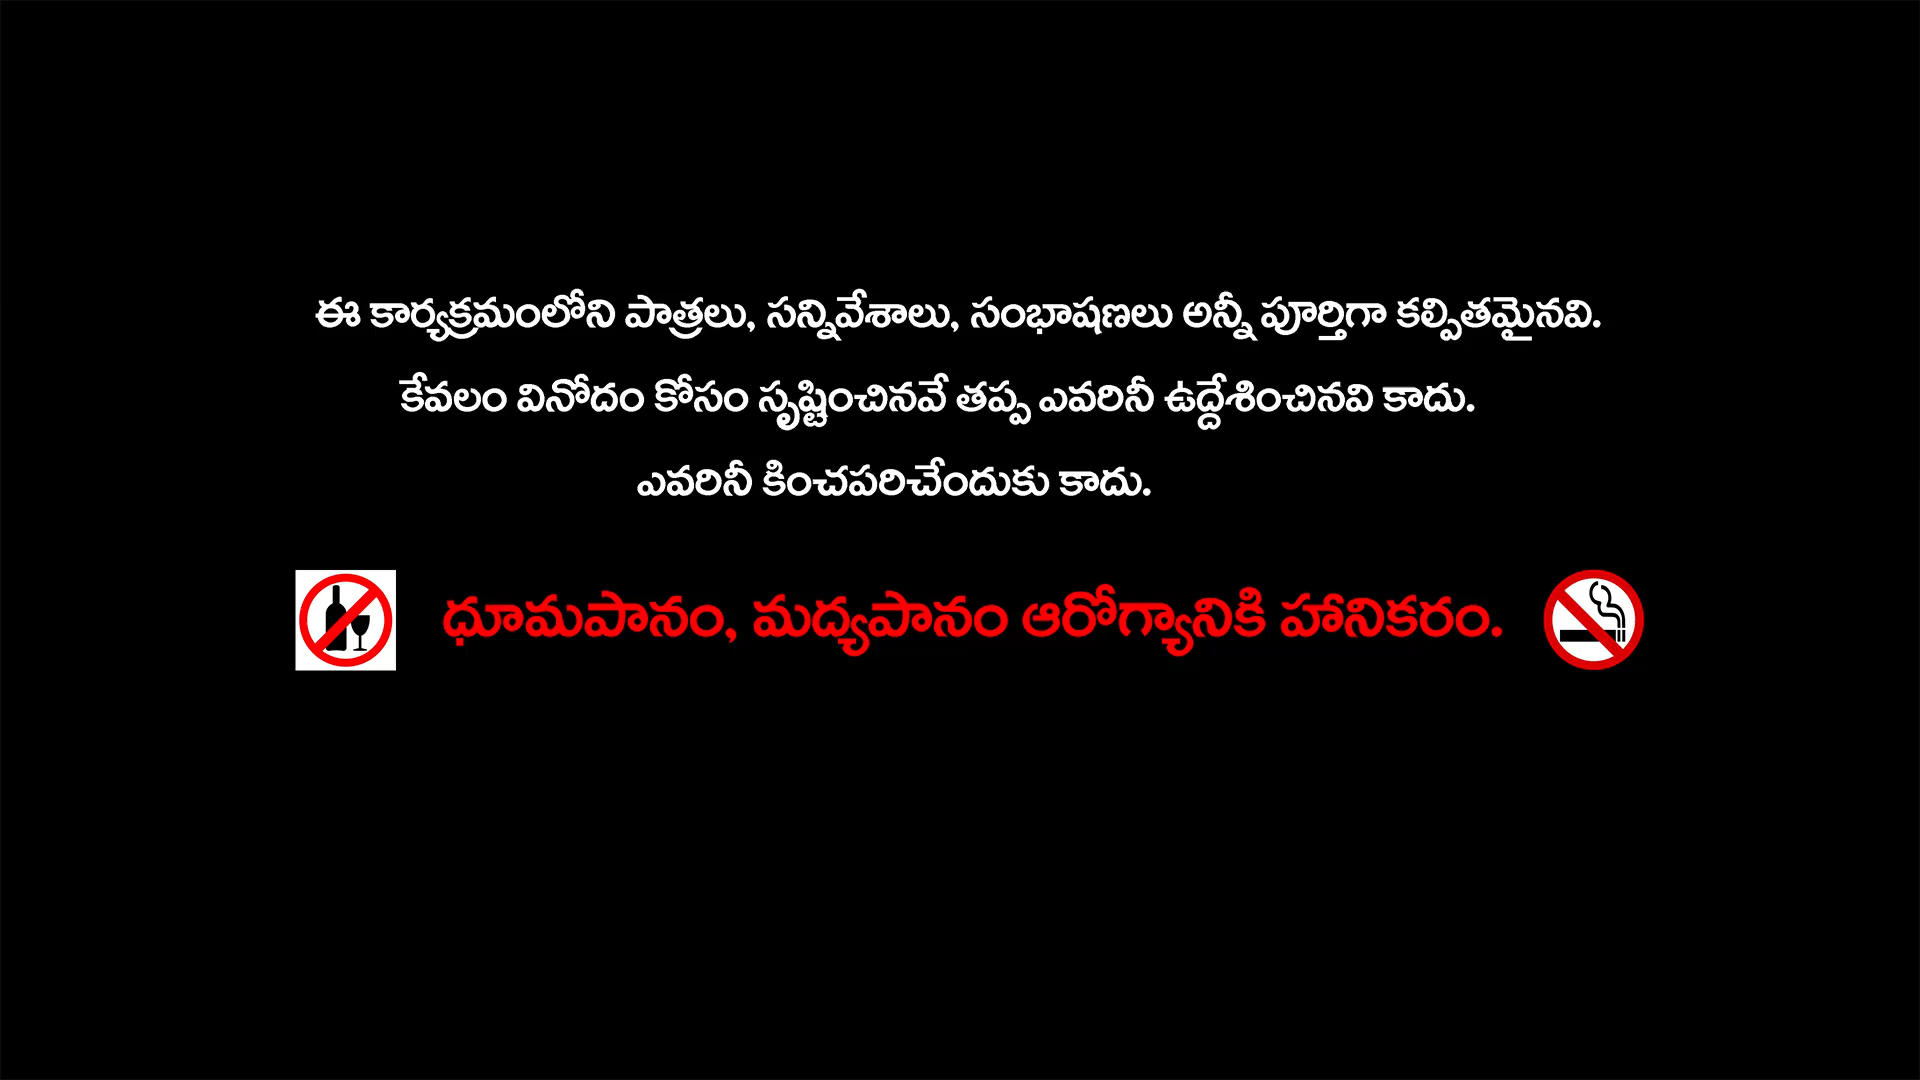 ఈ కార్యక్రమంలోని పాత్రలు, సన్నివేశాలు, సంభాషణలు అన్నీ పూర్తిగా కల్పితమైనవి.
కేవలం వినోదం కోసం సృష్టించినవే తప్ప ఎవరినీ ఉద్దేశించినవి కాదు.
ఎవరినీ కించపరిచేందుకు కాదు.
ధూమపానం, మద్యపానం ఆరోగ్యానికి హానికరం.